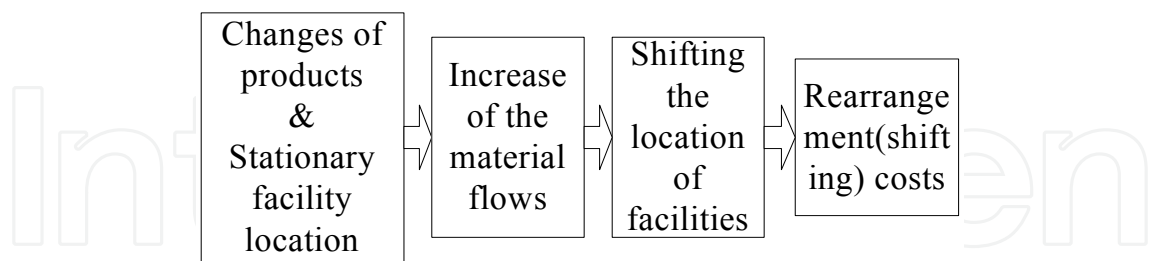 Changes of
products
&
Stationary
facility
location
Increase
of the
material
flows
Shifting
the
location
of
facilities
Rearrange
ment(shift
ing) costs